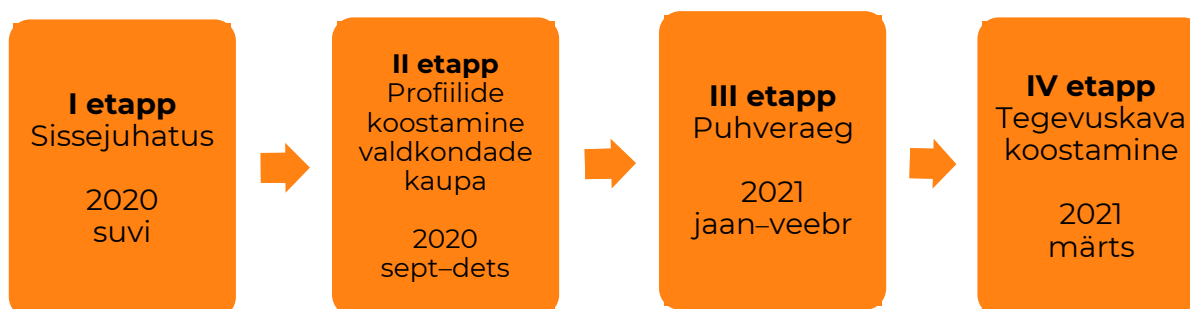 I etapp
Sissejuhatus
2020
suvi
II etapp
Profiilide
koostamine
valdkondade
kaupa
2020
sept–dets
III etapp
Puhveraeg
2021
jaan–veebr
IV etapp
Tegevuskava
koostamine
2021
märts